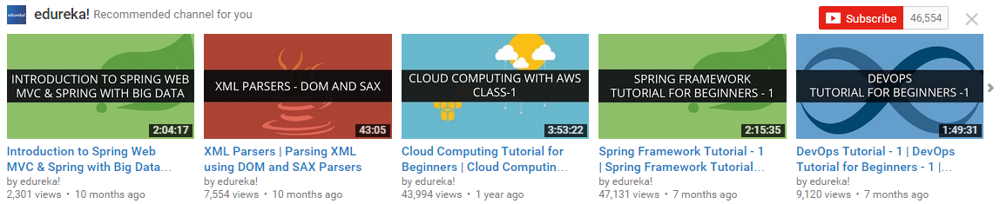 edureka!
edureka! Recommended channel for you
Subscribe 46,554
INTRODUCTION TO SPRING WEB
MVC & SPRING WITH BIG DATA
2:04:17
Introduction to Spring Web
MVC & Spring with Big Data...
by edureka!
2,301 views • 10 months ago
XML PARSERS - DOM AND SAX
43:05
XML Parsers | Parsing XML
using DOM and SAX Parsers
by edureka!
7,554 views • 10 months ago
CLOUD COMPUTING WITH AWS
CLASS-1
3:53:22
Cloud Computing Tutorial for
Beginners | Cloud Computin...
by edureka!
43,994 views • 1 year ago
SPRING FRAMEWORK
TUTORIAL FOR BEGINNERS - 1
2:15:35
Spring Framework Tutorial - 1
| Spring Framework Tutorial...
by edureka!
47,131 views • 7 months ago
DEVOPS
TUTORIAL FOR BEGINNERS -1
1:49:31
DevOps Tutorial - 1 | DevOps
Tutorial for Beginners - 1 |...
by edureka!
9,120 views • 7 months ago